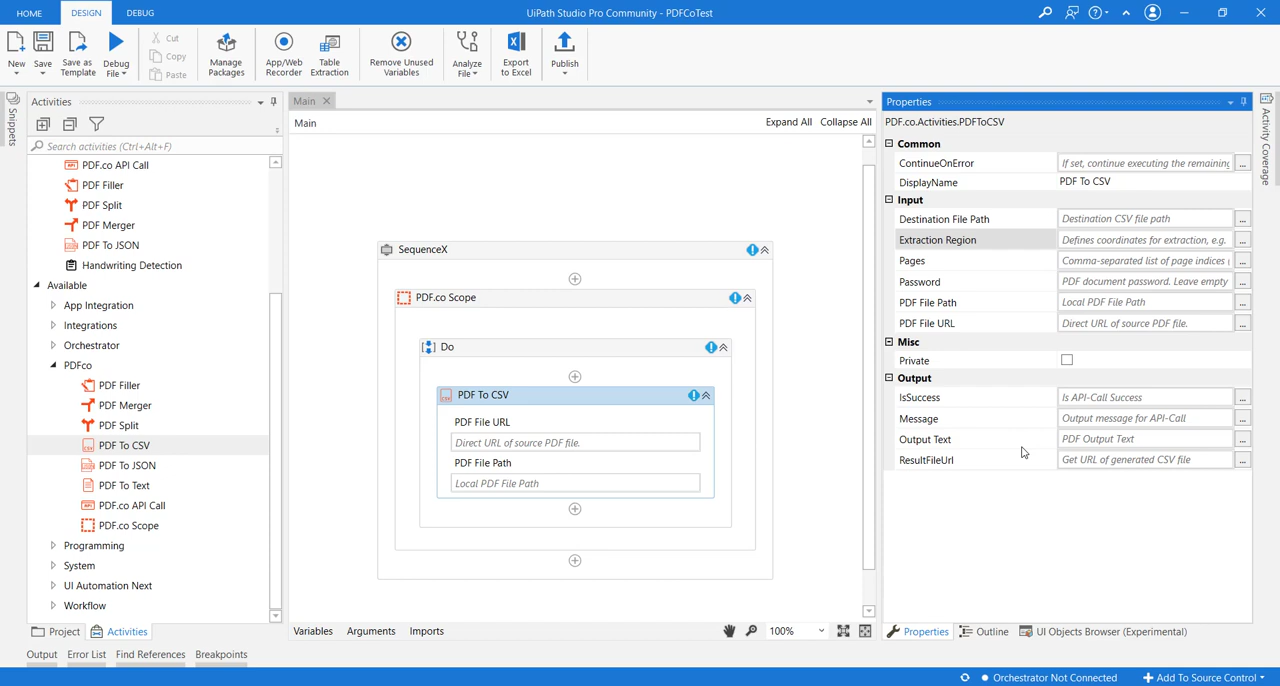 HOME DESIGN DEBUG UiPath Studio Pro Community - PDFCoTest
New Save Save as Template Debug File Cut Copy Paste Manage Packages App/Web Recorder Table Extraction Remove Unused Variables Analyze File Export to Excel Publish
Snippets
Activities
Search activities (Ctrl+Alt+F)
PDF.co API Call
PDF Filler
PDF Split
PDF Merger
PDF To JSON
Handwriting Detection
Available
App Integration
Integrations
Orchestrator
PDFco
PDF Filler
PDF Merger
PDF Split
PDF To CSV
PDF To JSON
PDF To Text
PDF.co API Call
PDF.co Scope
Programming
System
UI Automation Next
Workflow
Project Activities
Main
Main Expand All Collapse All
SequenceX
PDF.co Scope
Do
PDF To CSV
PDF File URL
Direct URL of source PDF file.
PDF File Path
Local PDF File Path
Variables Arguments Imports 100%
Properties
PDF.co.Activities.PDFToCSV
Common
ContinueOnError If set, continue executing the remaining ...
DisplayName PDF To CSV
Input
Destination File Path Destination CSV file path ...
Extraction Region Defines coordinates for extraction, e.g. ...
Pages Comma-separated list of page indices ( ...
Password PDF document password. Leave empty ...
PDF File Path Local PDF File Path ...
PDF File URL Direct URL of source PDF file. ...
Misc
Private
Output
IsSuccess Is API-Call Success ...
Message Output message for API-Call ...
Output Text PDF Output Text ...
ResultFileUrl Get URL of generated CSV file ...
Properties Outline UI Objects Browser (Experimental)
Activity Coverage
Output Error List Find References Breakpoints
Orchestrator Not Connected Add To Source Control